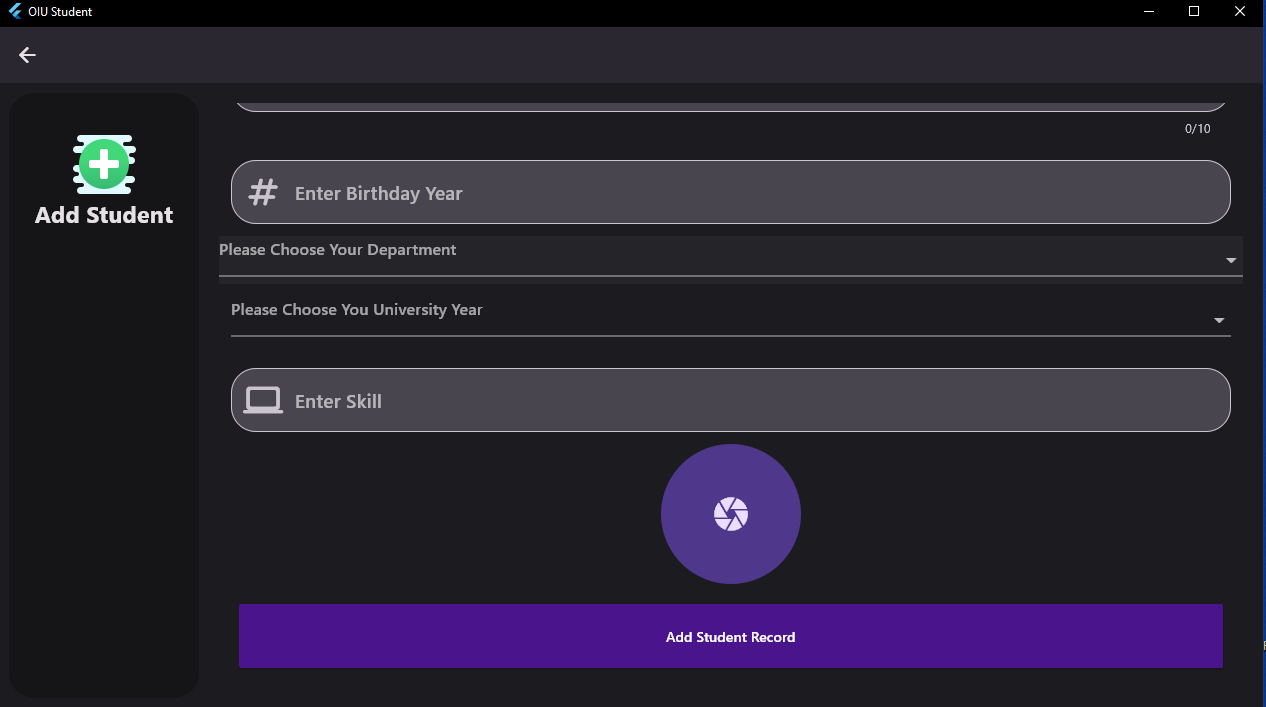 OIU Student
Add Student
0/10
Enter Birthday Year
Please Choose Your Department
Please Choose You University Year
Enter Skill
Add Student Record